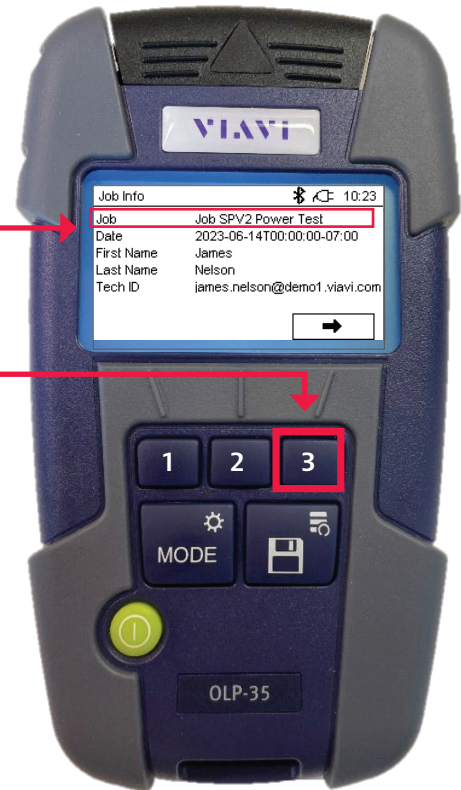 VIAVI
Job Info 10:23
Job Job SPV2 Power Test
Date 2023-06-14T00:00:00-07:00
First Name James
Last Name Nelson
Tech ID james.nelson@demo1.viavi.com
1 2 3
MODE
OLP-35